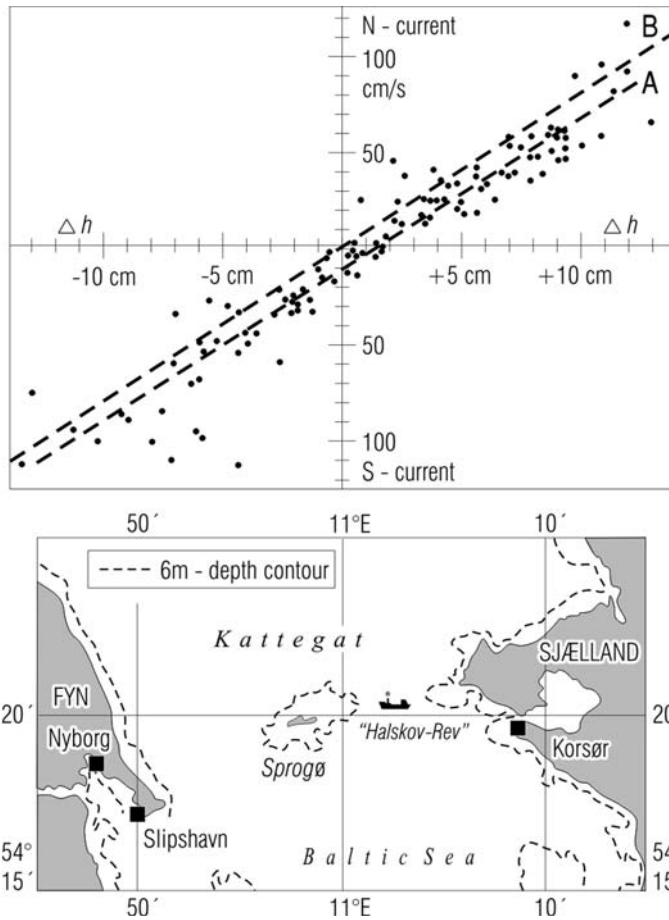 N - current
B
100
cm/s
A
50
△ h
△ h
-10 cm
-5 cm
+5 cm
+10 cm
50
100
S - current
50´
11°E
10´
6m - depth contour
Kattegat
SJÆLLAND
FYN
20´
20
"Halskov-Rev"
Nyborg
Sprogø
Korsør
Slipshavn
54°
Baltic Sea
54
15´
15
50´
11°E
10´